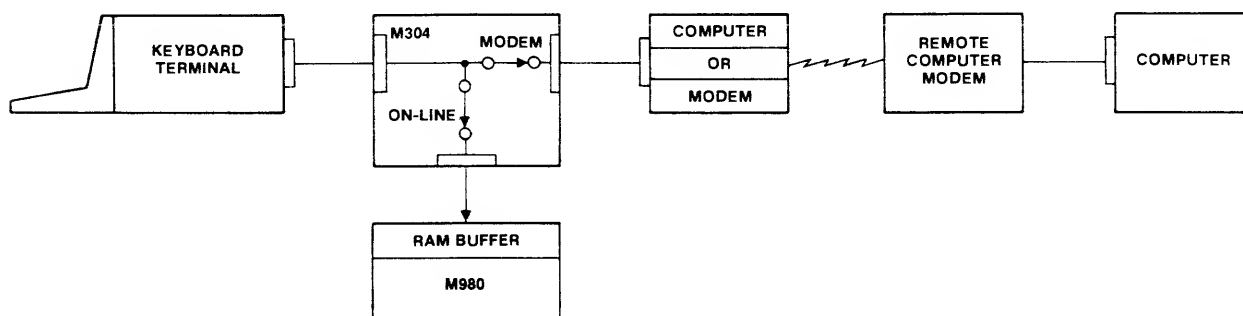 KEYBOARD
TERMINAL
M304
MODEM
ON-LINE
COMPUTER
OR
MODEM
REMOTE
COMPUTER
MODEM
COMPUTER
RAM BUFFER
M980